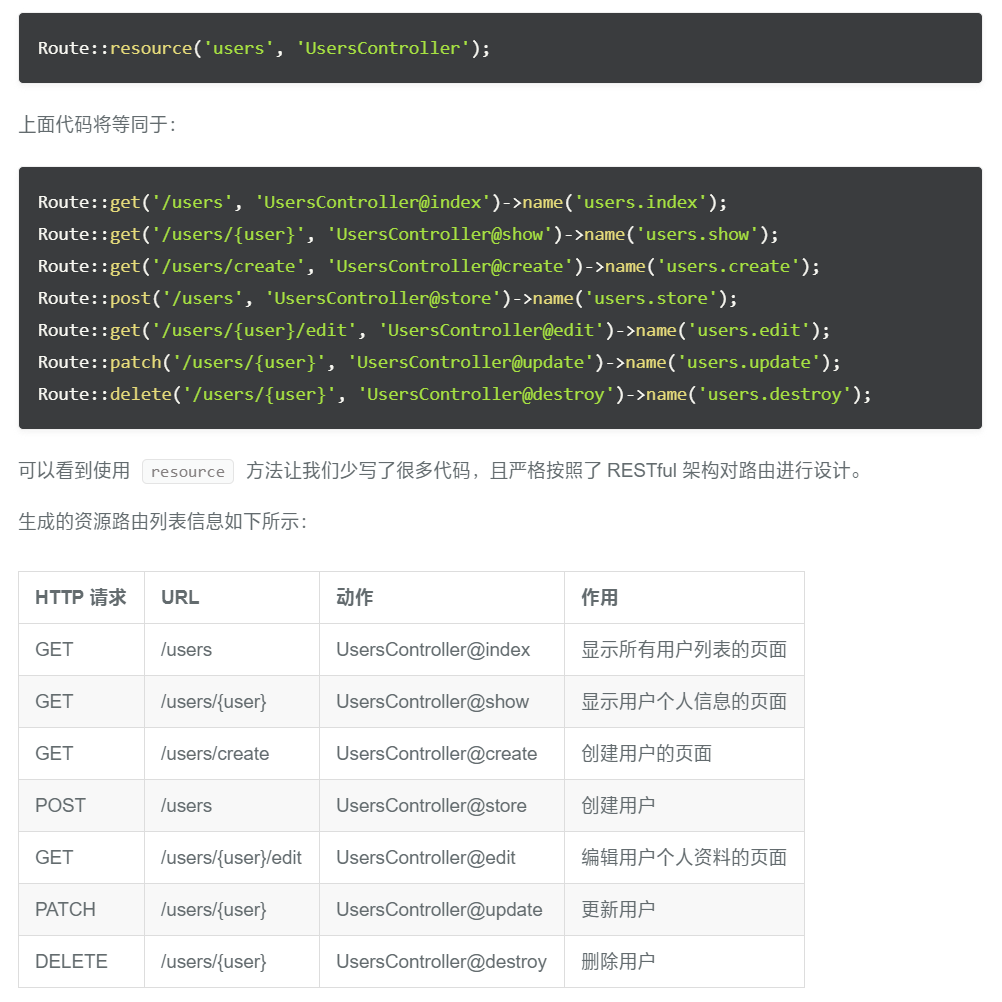 Route::resource('users', 'UsersController');
上面代码将等同于：
Route::get('/users', 'UsersController@index')->name('users.index');
Route::get('/users/{user}', 'UsersController@show')->name('users.show');
Route::get('/users/create', 'UsersController@create')->name('users.create');
Route::post('/users', 'UsersController@store')->name('users.store');
Route::get('/users/{user}/edit', 'UsersController@edit')->name('users.edit');
Route::patch('/users/{user}', 'UsersController@update')->name('users.update');
Route::delete('/users/{user}', 'UsersController@destroy')->name('users.destroy');
可以看到使用 resource 方法让我们少写了很多代码，且严格按照了 RESTful 架构对路由进行设计。
生成的资源路由列表信息如下所示：
HTTP 请求 URL 动作 作用
GET /users UsersController@index 显示所有用户列表的页面
GET /users/{user} UsersController@show 显示用户个人信息的页面
GET /users/create UsersController@create 创建用户的页面
POST /users UsersController@store 创建用户
GET /users/{user}/edit UsersController@edit 编辑用户个人资料的页面
PATCH /users/{user} UsersController@update 更新用户
DELETE /users/{user} UsersController@destroy 删除用户